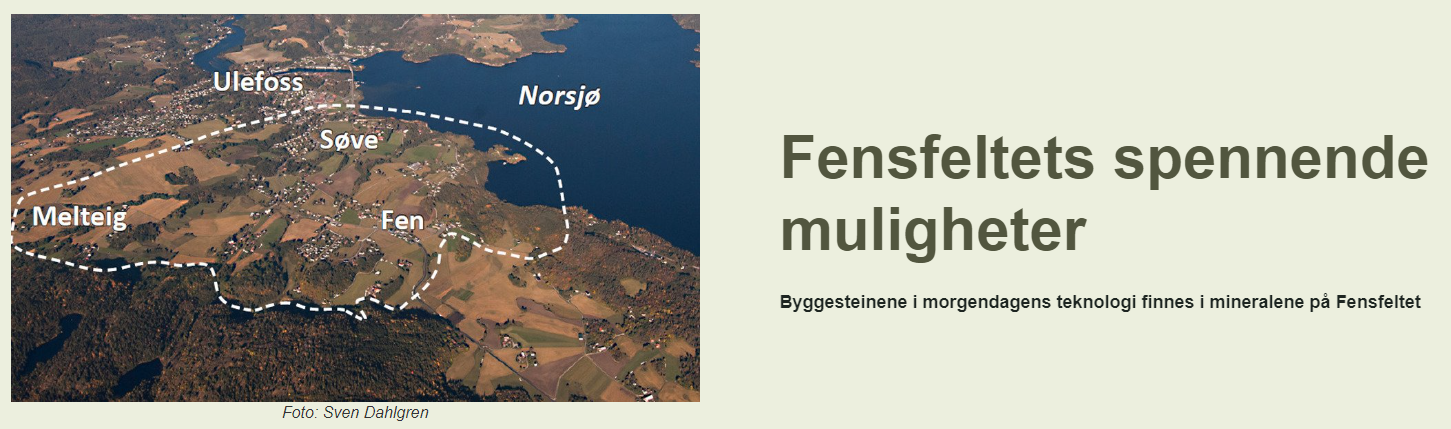 Ulefoss
Norsjø
Søve
Melteig
Fen
Foto: Sven Dahlgren
Fensfeltets spennende
muligheter
Byggesteinene i morgendagens teknologi finnes i mineralene på Fensfeltet